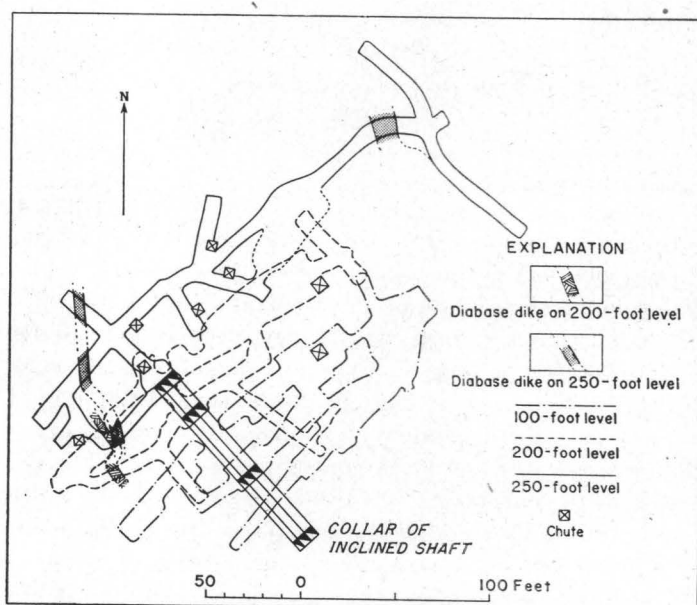 N
EXPLANATION
Diabase dike on 200-foot level
Diabase dike on 250-foot level
100-foot level
200-foot level
250-foot level
Chute
COLLAR OF
INCLINED SHAFT
50 0 100 Feet